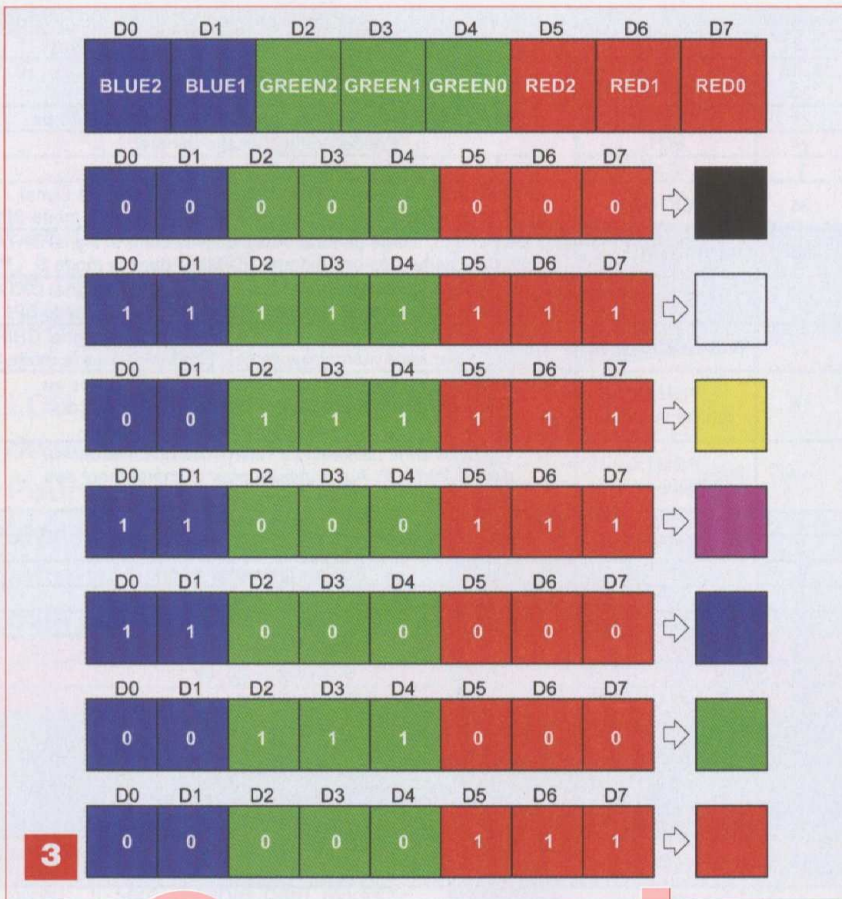 D0 D1 D2 D3 D4 D5 D6 D7
BLUE2 BLUE1 GREEN2 GREEN1 GREEN0 RED2 RED1 RED0
D0 D1 D2 D3 D4 D5 D6 D7
0 0 0 0 0 0 0 0
D0 D1 D2 D3 D4 D5 D6 D7
1 1 1 1 1 1 1 1
D0 D1 D2 D3 D4 D5 D6 D7
0 0 1 1 1 1 1 1
D0 D1 D2 D3 D4 D5 D6 D7
1 1 0 0 0 1 1 1
D0 D1 D2 D3 D4 D5 D6 D7
1 1 0 0 0 0 0 0
D0 D1 D2 D3 D4 D5 D6 D7
0 0 1 1 1 0 0 0
D0 D1 D2 D3 D4 D5 D6 D7
0 0 0 0 0 1 1 1
3